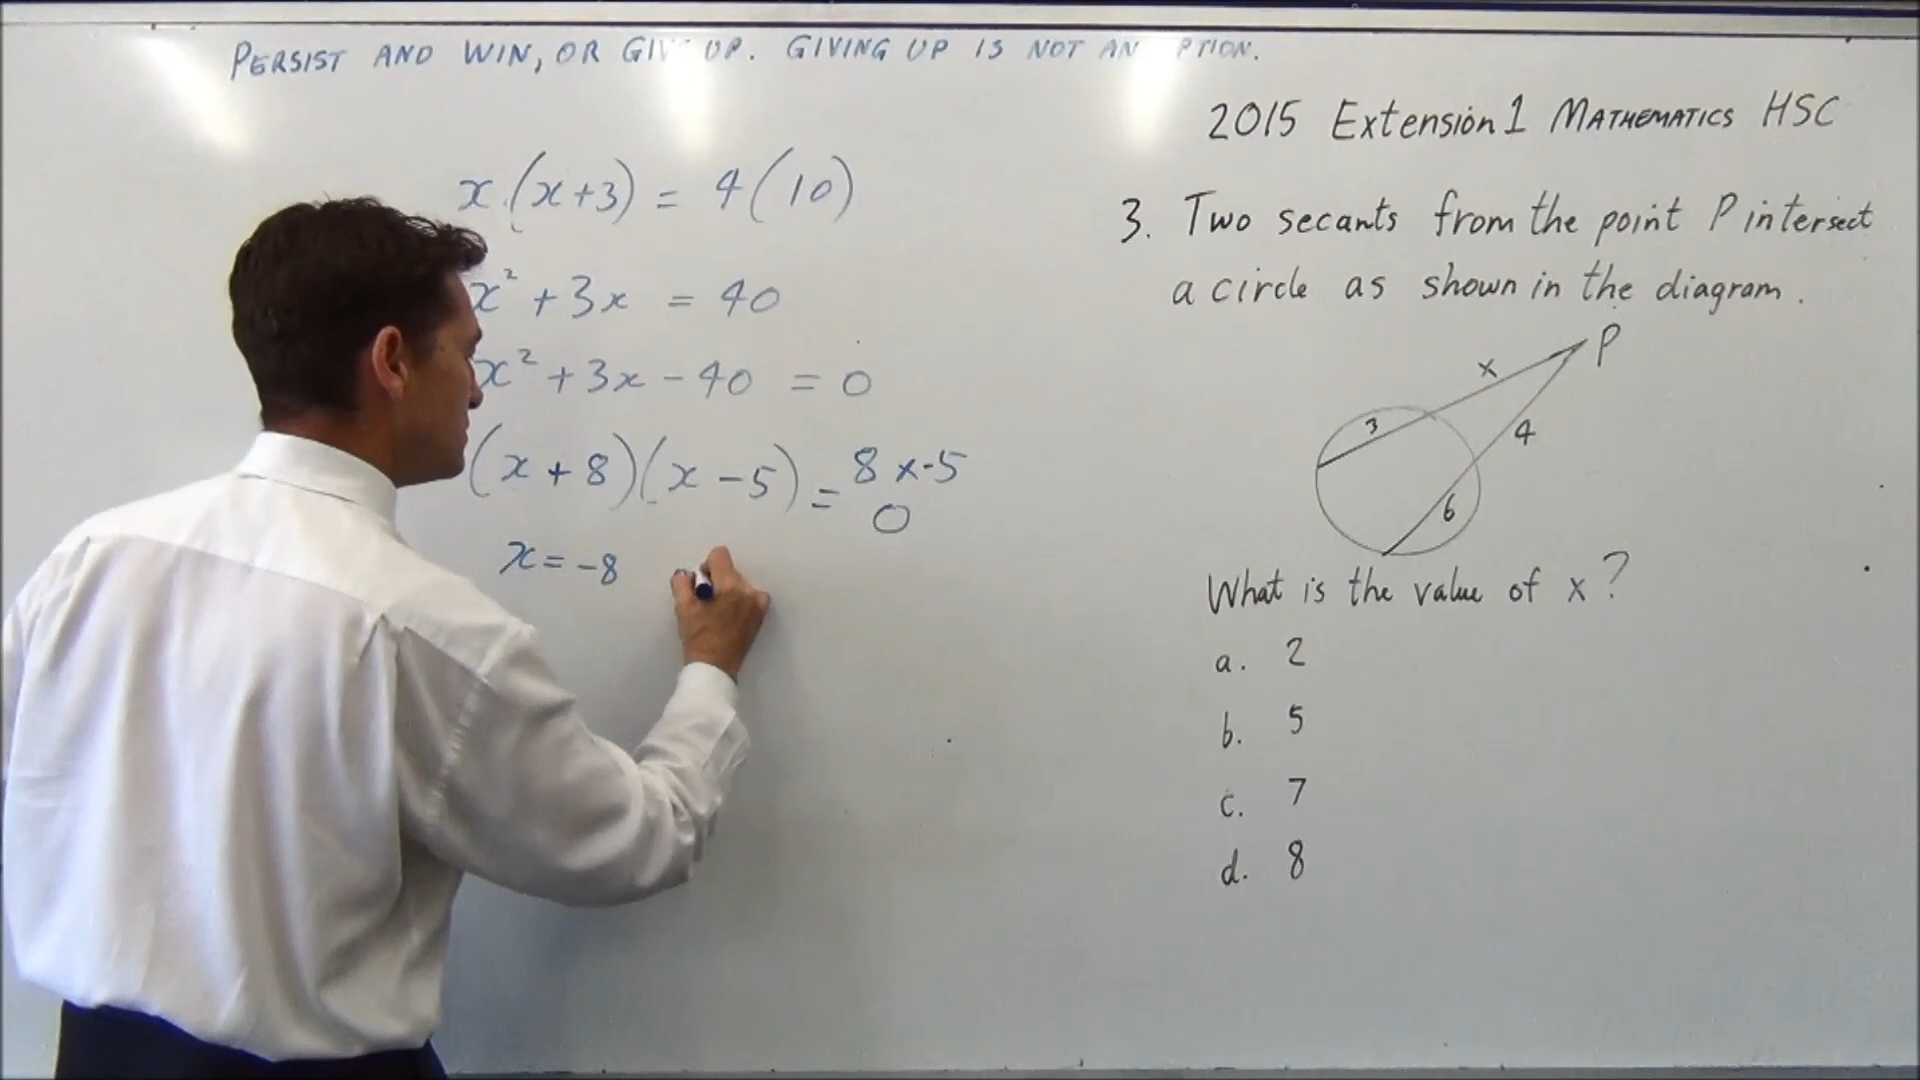 PERSIST AND WIN, OR GIV UP. GIVING UP IS NOT AN PTION.
x(x+3) = 4(10)
x² + 3x = 40
x² + 3x - 40 = 0
(x + 8)(x - 5) = 0
8 x -5
x = -8
2015 Extension 1 MATHEMATICS HSC
3. Two secants from the point P intersect
a circle as shown in the diagram.
P
x
3
4
6
What is the value of x?
a. 2
b. 5
c. 7
d. 8